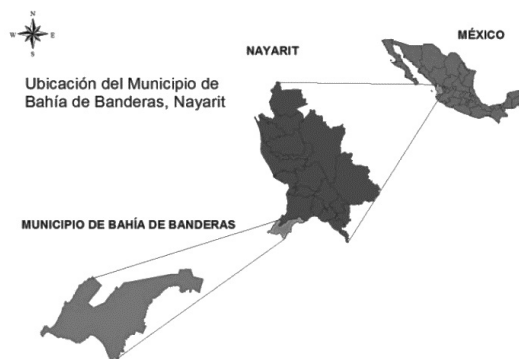 N
W E
S
MÉXICO
NAYARIT
Ubicación del Municipio de
Bahía de Banderas, Nayarit
MUNICIPIO DE BAHÍA DE BANDERAS